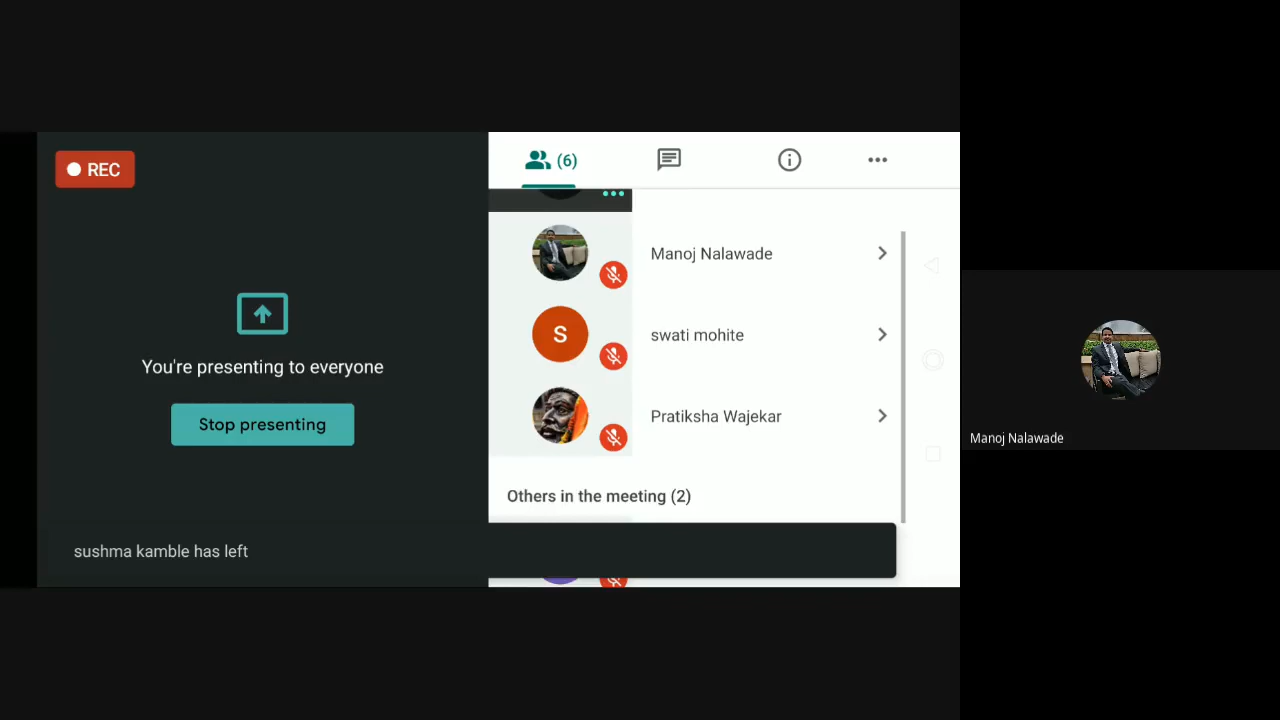 REC
You're presenting to everyone
Stop presenting
sushma kamble has left
(6)
Manoj Nalawade
S
swati mohite
Pratiksha Wajekar
Others in the meeting (2)
Manoj Nalawade